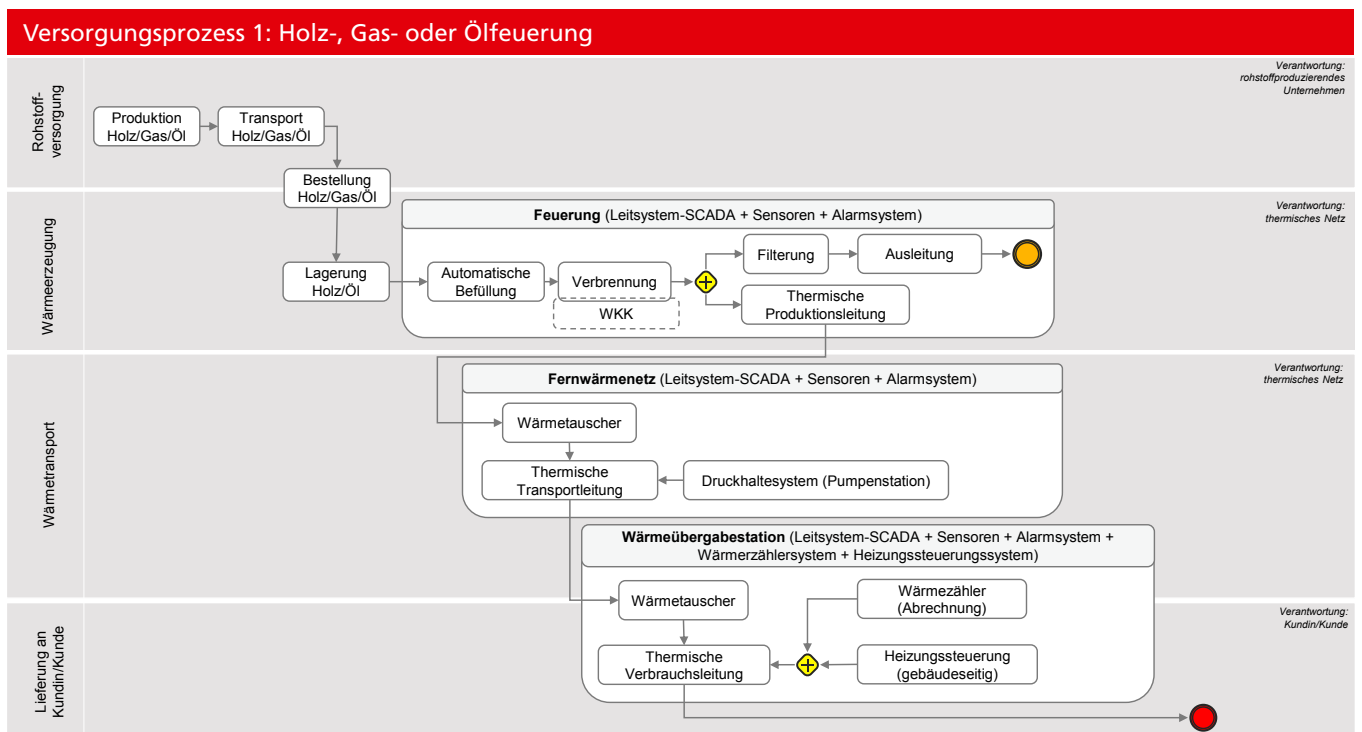 Versorgungsprozess 1: Holz-, Gas- oder Ölfeuerung
Rohstoff-
versorgung
Verantwortung:
rohstoffproduzierendes
Unternehmen
Produktion
Holz/Gas/Öl
Transport
Holz/Gas/Öl
Bestellung
Holz/Gas/Öl
Wärmeerzeugung
Verantwortung:
thermisches Netz
Feuerung (Leitsystem-SCADA + Sensoren + Alarmsystem)
Lagerung
Holz/Öl
Automatische
Befüllung
Verbrennung
WKK
Filterung
Ausleitung
Thermische
Produktionsleitung
Wärmetransport
Verantwortung:
thermisches Netz
Fernwärmenetz (Leitsystem-SCADA + Sensoren + Alarmsystem)
Wärmetauscher
Thermische
Transportleitung
Druckhaltesystem (Pumpenstation)
Wärmeübergabestation (Leitsystem-SCADA + Sensoren + Alarmsystem +
Wärmerzählersystem + Heizungssteuerungssystem)
Wärmetauscher
Wärmezähler
(Abrechnung)
Lieferung an
Kundin/Kunde
Verantwortung:
Kundin/Kunde
Thermische
Verbrauchsleitung
Heizungssteuerung
(gebäudeseitig)